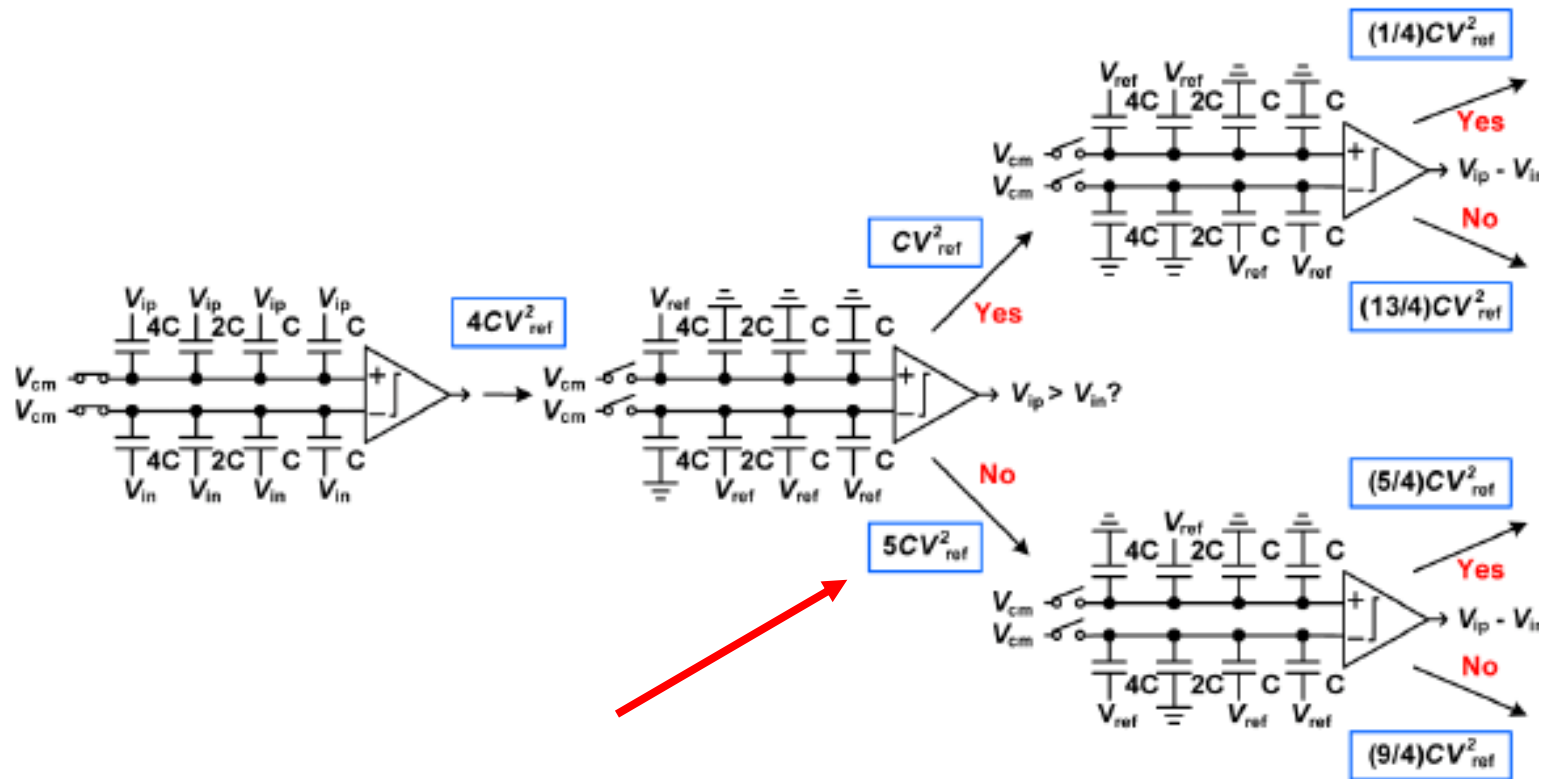 (1/4)CV²ref
Vref Vref
4C 2C C C
Vcm
Vcm
+
−
Yes
Vip - Vi
No
4C 2C C C
Vref Vref
(13/4)CV²ref
CV²ref
Yes
Vip Vip Vip Vip
4C 2C C C
Vcm
Vcm
+
−
4C 2C C C
Vin Vin Vin Vin
4CV²ref
Vref
4C 2C C C
Vcm
Vcm
+
−
Vip > Vin?
4C 2C C C
Vref Vref Vref
No
5CV²ref
(5/4)CV²ref
Vref
4C 2C C C
Vcm
Vcm
+
−
Yes
Vip - Vi
No
4C 2C C C
Vref Vref Vref
(9/4)CV²ref